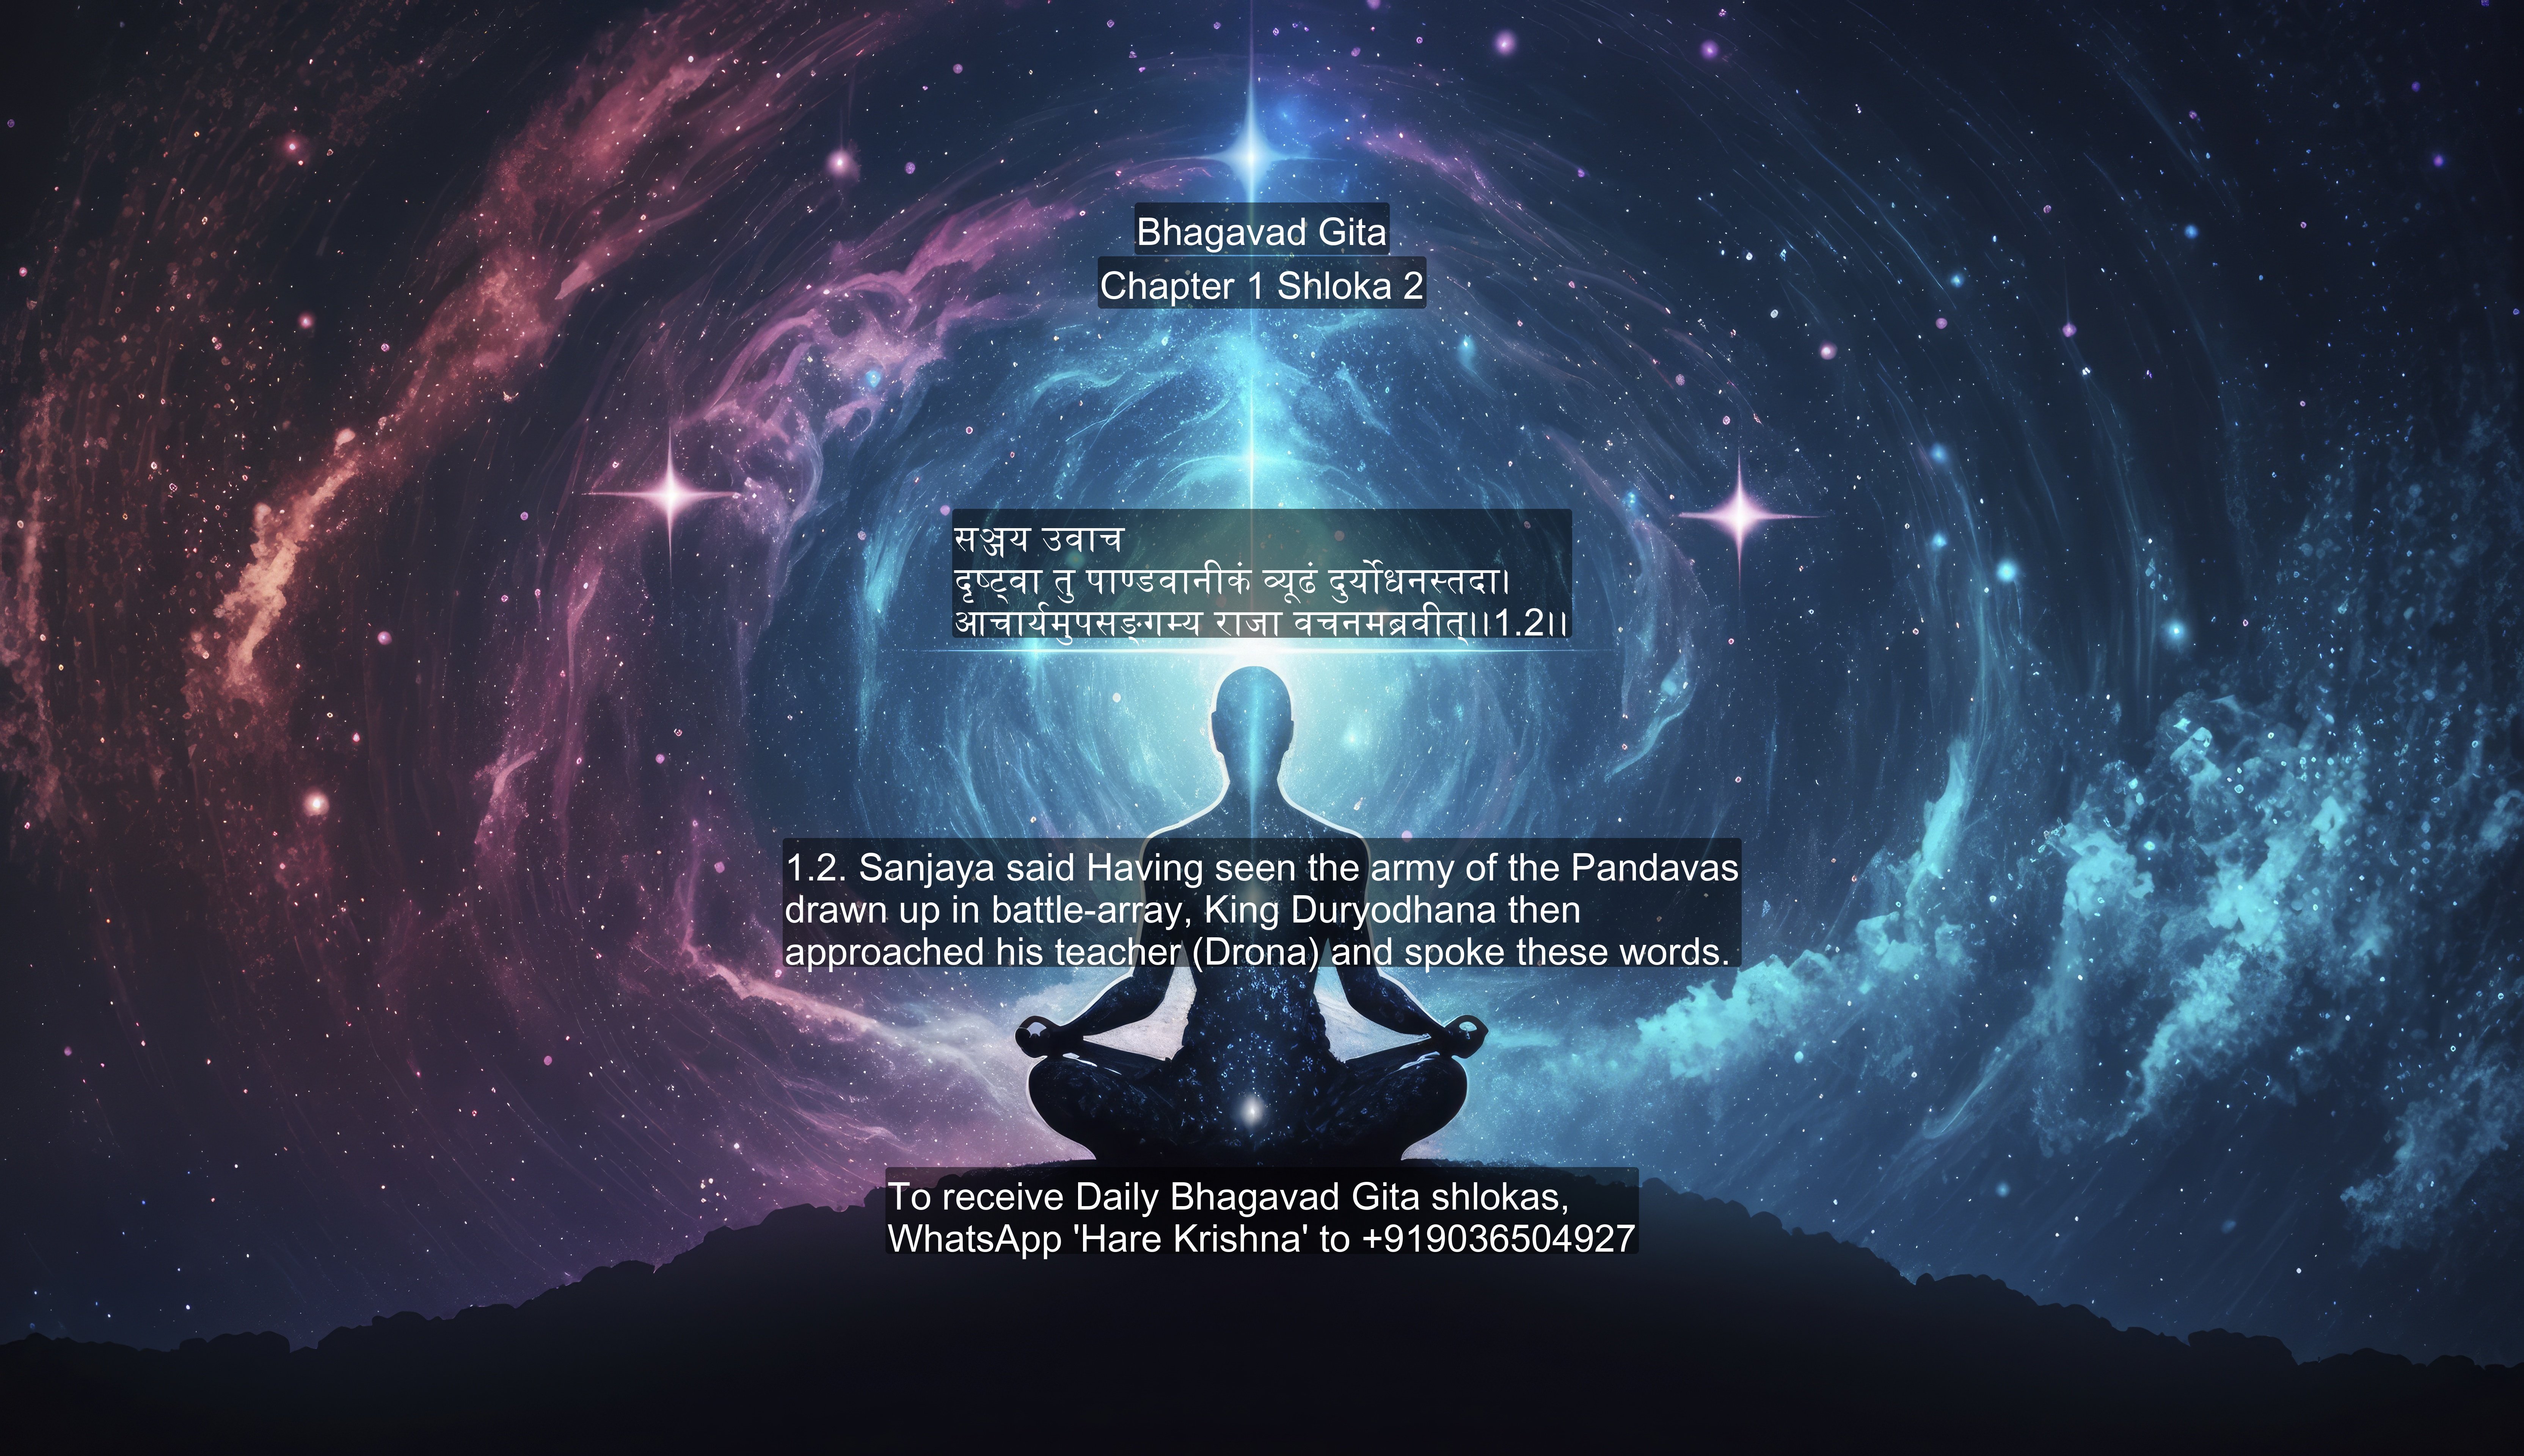 Bhagavad Gita
Chapter 1 Shloka 2
सञ्जय उवाच
दृष्ट्वा तु पाण्डवानीकं व्यूढं दुर्योधनस्तदा।
आचार्यमुपसङ्गम्य राजा वचनमब्रवीत्।।1.2।।
1.2. Sanjaya said Having seen the army of the Pandavas
drawn up in battle-array, King Duryodhana then
approached his teacher (Drona) and spoke these words.
To receive Daily Bhagavad Gita shlokas,
WhatsApp 'Hare Krishna' to +919036504927